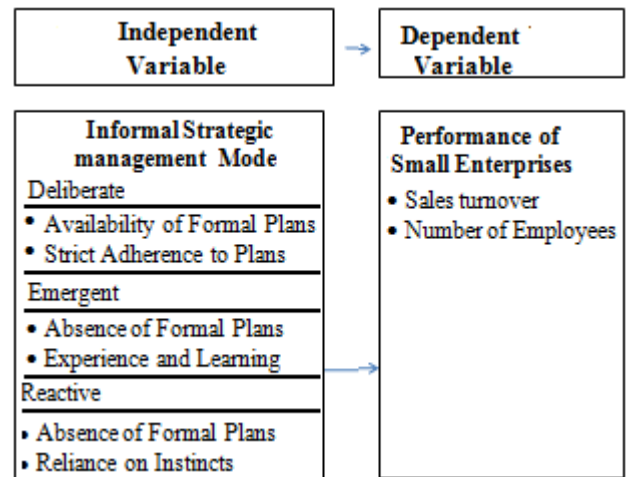 Independent
Variable
Dependent
Variable
Informal Strategic
management Mode
Deliberate
• Availability of Formal Plans
• Strict Adherence to Plans
Emergent
• Absence of Formal Plans
• Experience and Learning
Reactive
• Absence of Formal Plans
• Reliance on Instincts
Performance of
Small Enterprises
• Sales turnover
• Number of Employees